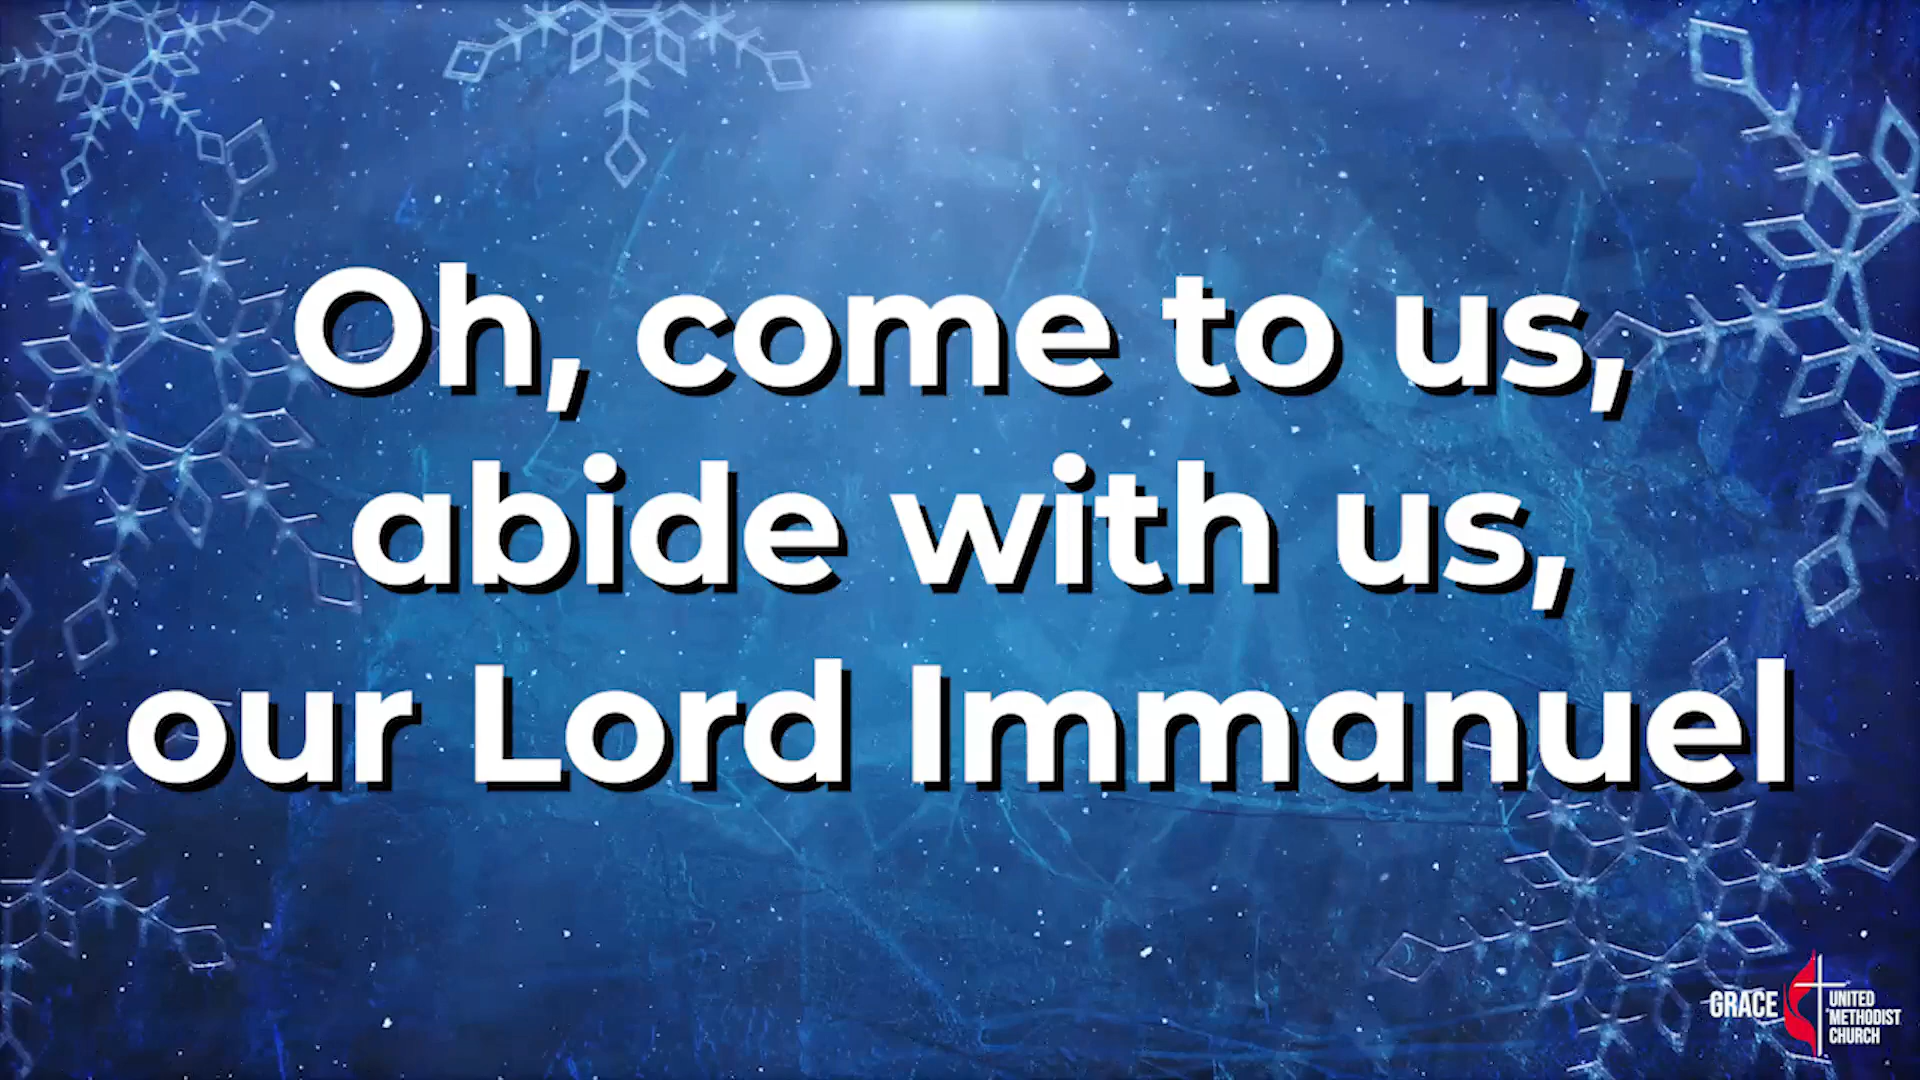 Oh, come to us,
abide with us,
our Lord Immanuel
GRACE
UNITED
METHODIST
CHURCH